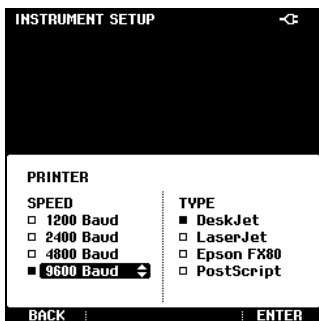 INSTRUMENT SETUP
PRINTER
SPEED
1200 Baud
2400 Baud
4800 Baud
9600 Baud
TYPE
DeskJet
LaserJet
Epson FX80
PostScript
BACK
ENTER